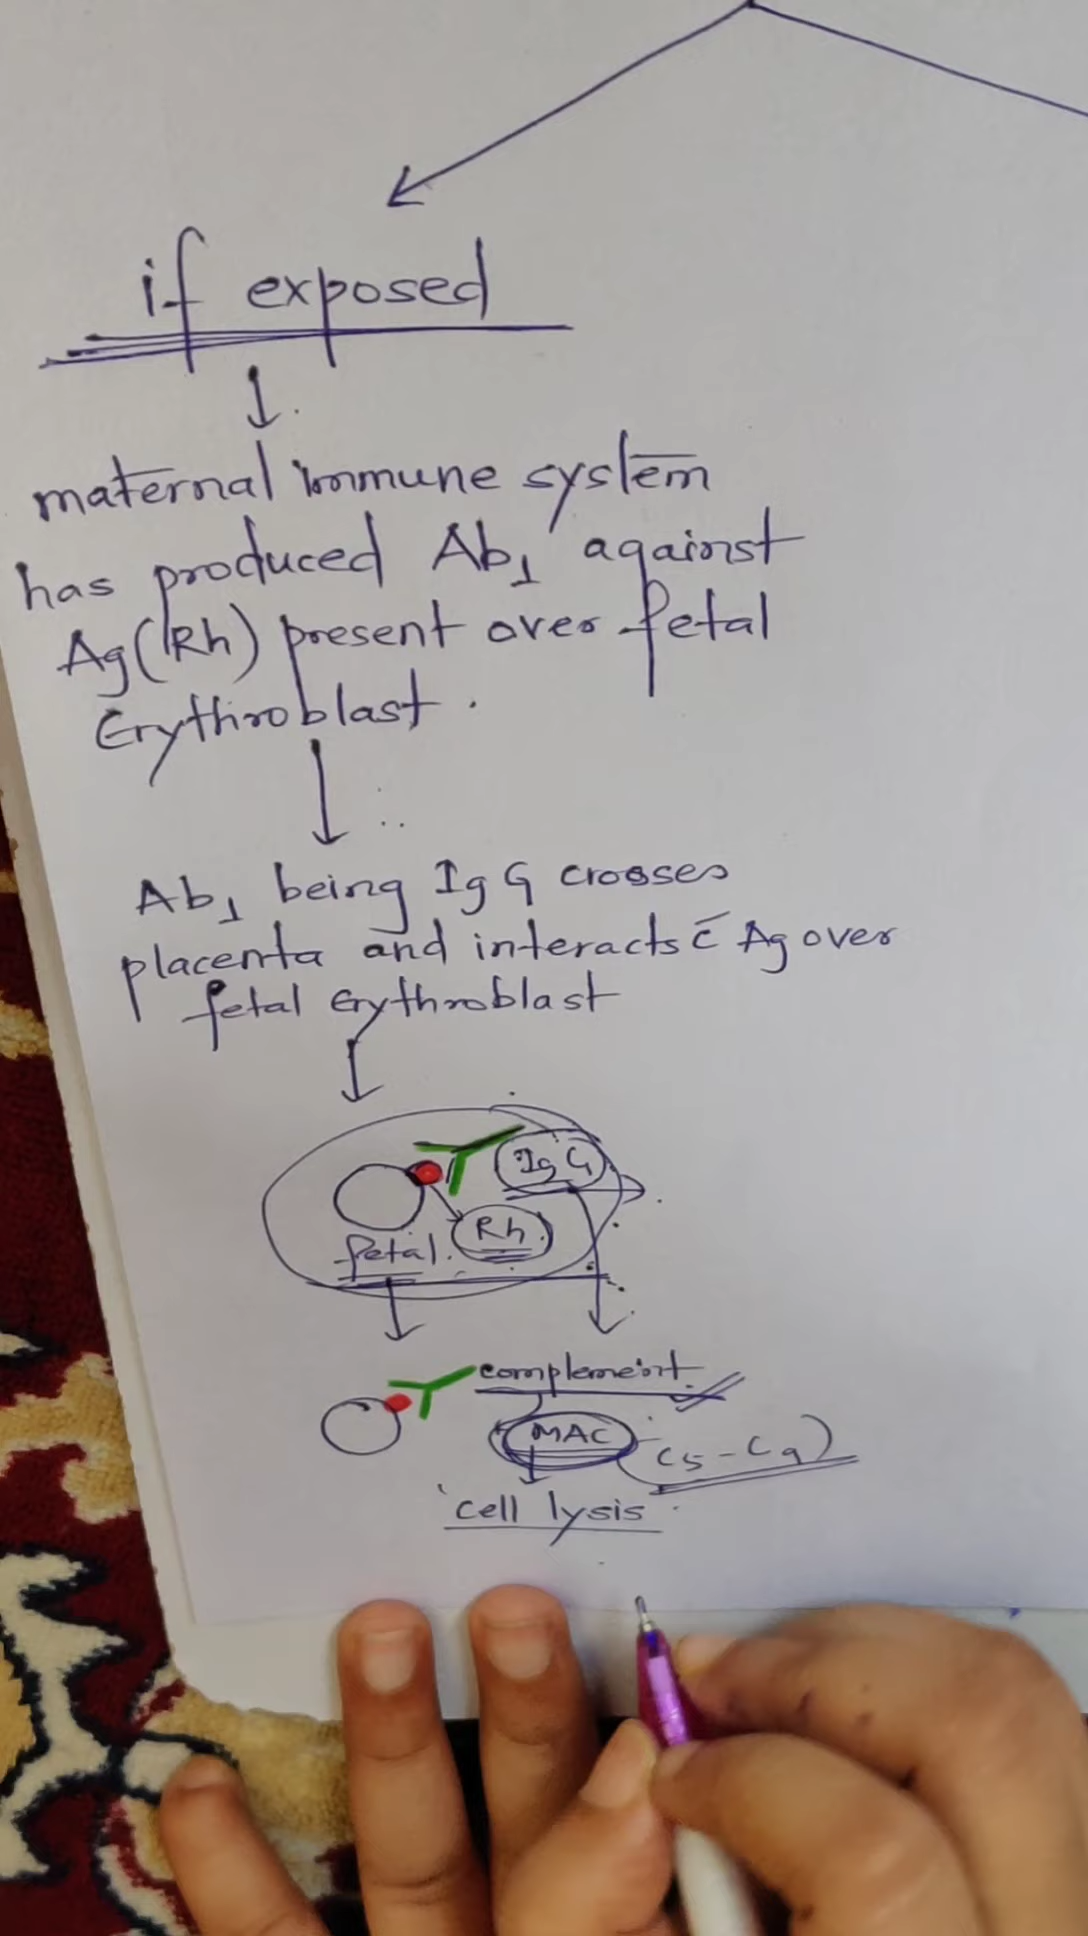 if exposed
maternal immune system
has produced Ab₁ against
Ag(Rh) present over fetal
Erythroblast.
Ab₁ being IgG crosses
placenta and interacts c̄ Ag over
fetal Erythroblast
IgG
Rh
fetal.
complement
MAC
C5-C9)
cell lysis